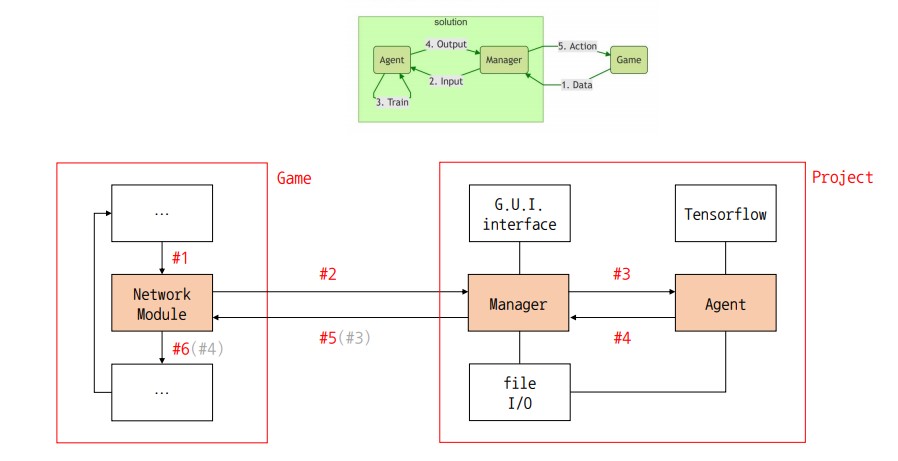 solution
4. Output
5. Action
Agent
Manager
Game
2. Input
1. Data
3. Train
Game
Project
...
G.U.I.
interface
Tensorflow
#1
#2
#3
Network
Module
Manager
Agent
#5(#3)
#4
#6(#4)
...
file
I/O